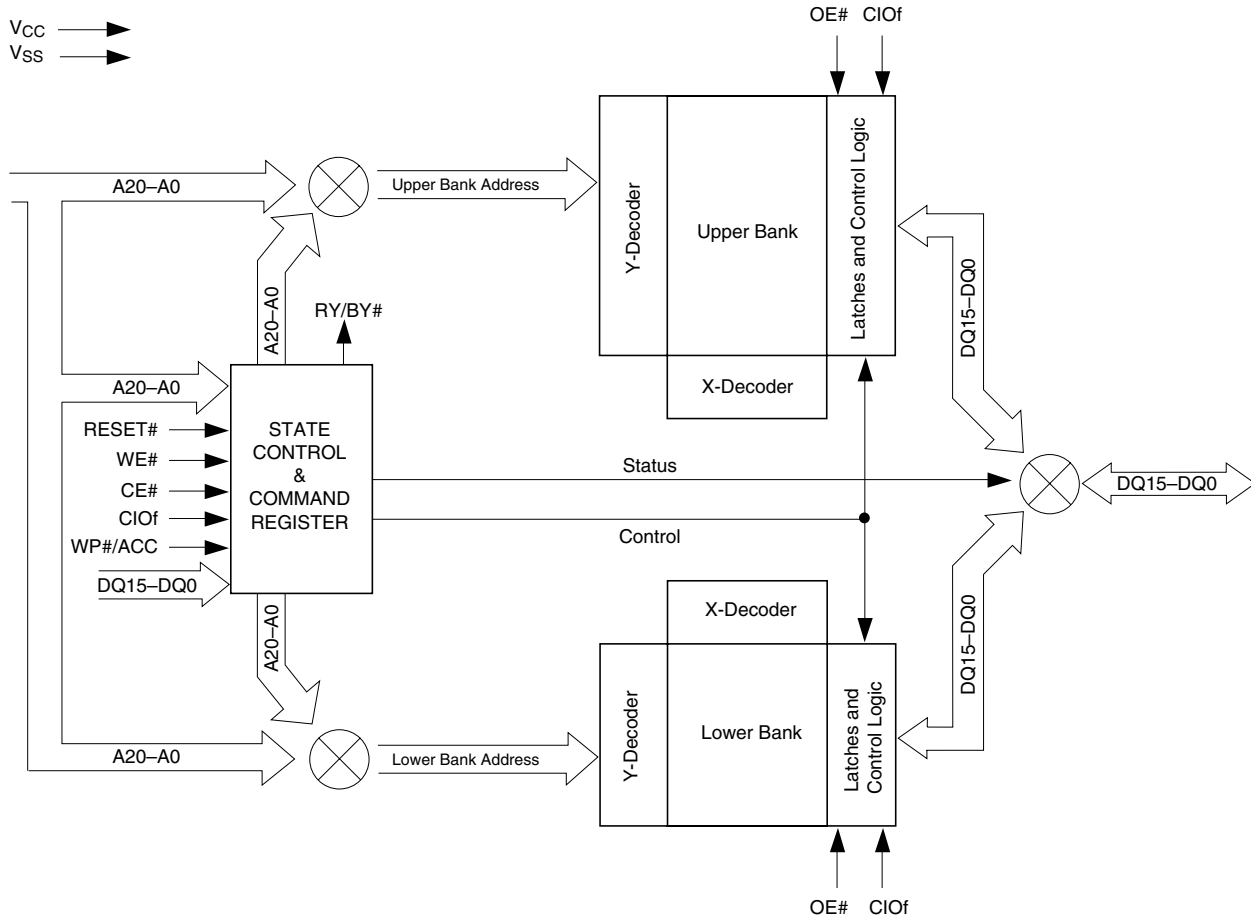 OE# CIOf
VCC
VSS
A20–A0
Upper Bank Address
Y-Decoder
Upper Bank
Latches and Control Logic
X-Decoder
DQ15–DQ0
A20–A0
RY/BY#
A20–A0
RESET#
WE#
CE#
CIOf
WP#/ACC
DQ15–DQ0
STATE
CONTROL
&
COMMAND
REGISTER
Status
Control
DQ15–DQ0
A20–A0
X-Decoder
DQ15–DQ0
A20–A0
Lower Bank Address
Y-Decoder
Lower Bank
Latches and
Control Logic
OE# CIOf